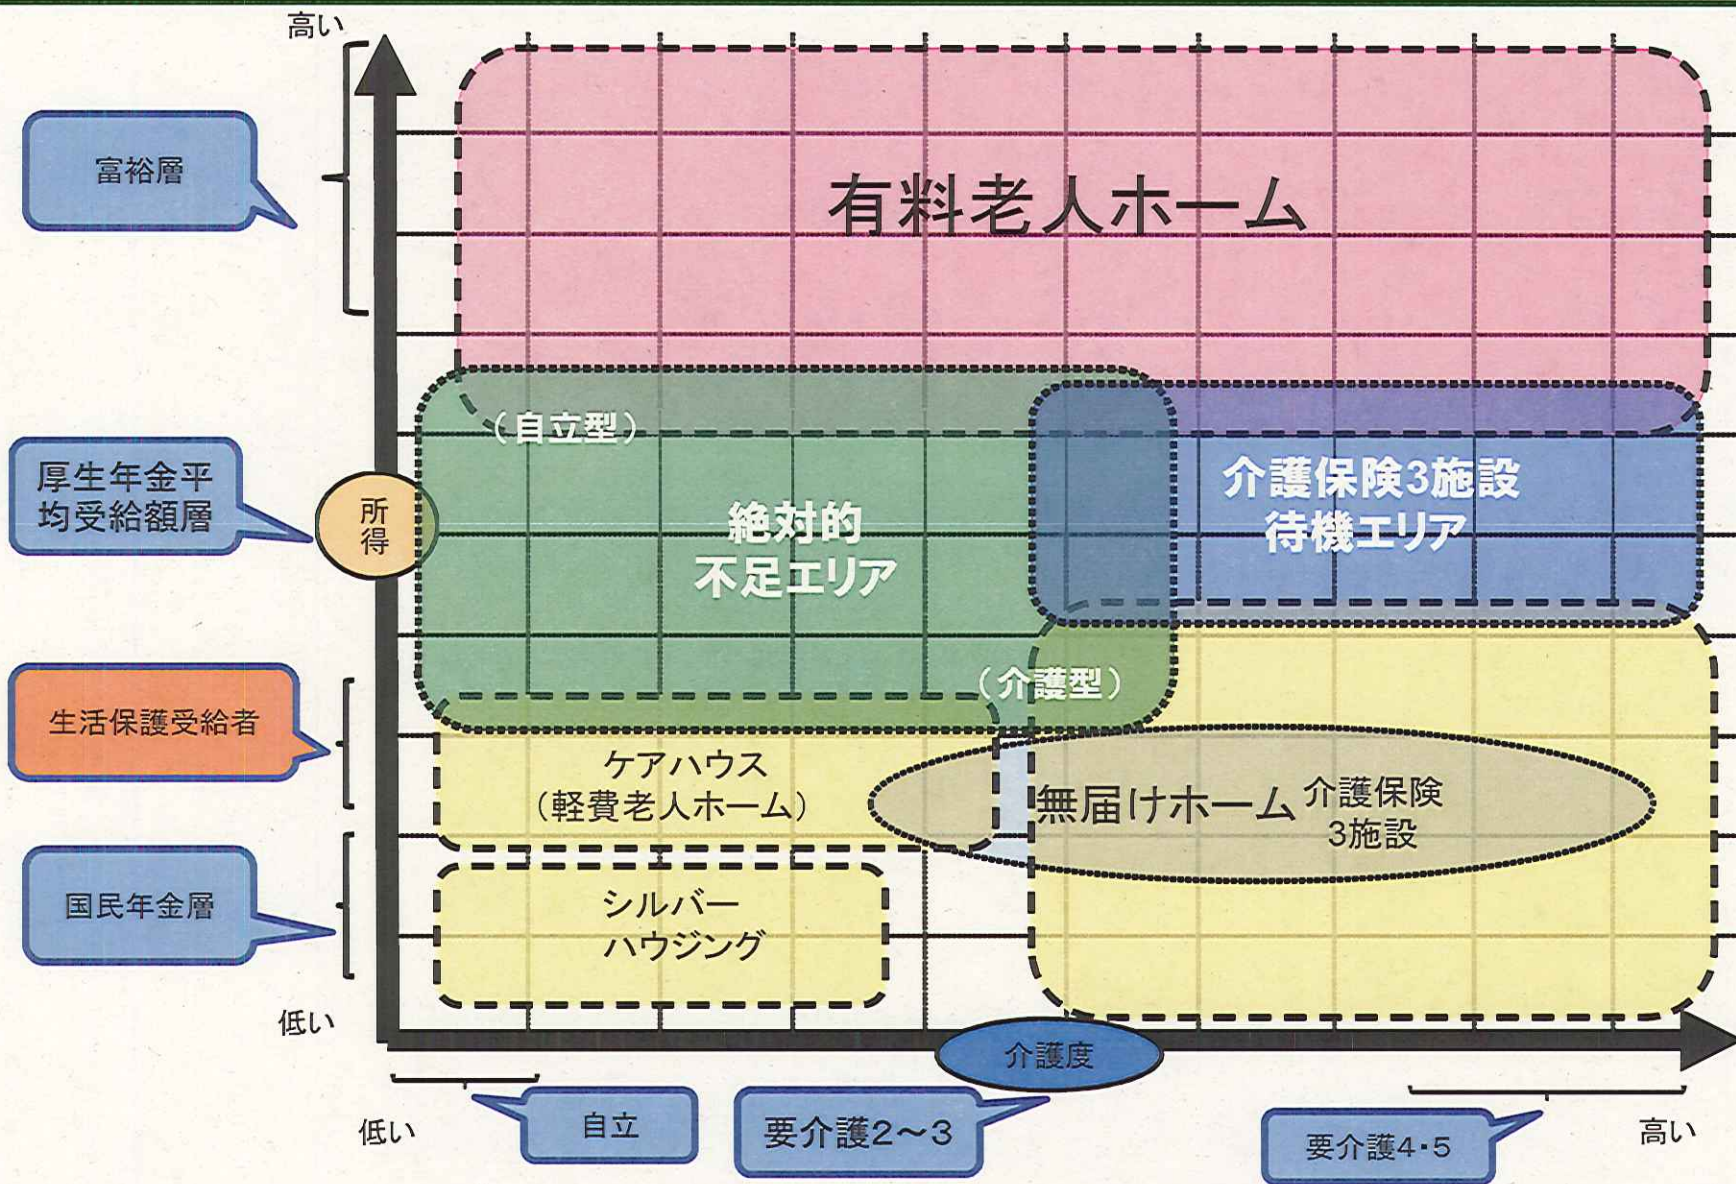 高い
富裕層
有料老人ホーム
(自立型)
厚生年金平
均受給額層
所
得
絶対的
不足エリア
介護保険3施設
待機エリア
(介護型)
生活保護受給者
ケアハウス
(軽費老人ホーム)
無届けホーム
介護保険
3施設
国民年金層
シルバー
ハウジング
低い
介護度
低い
自立
要介護2~3
要介護4・5
高い